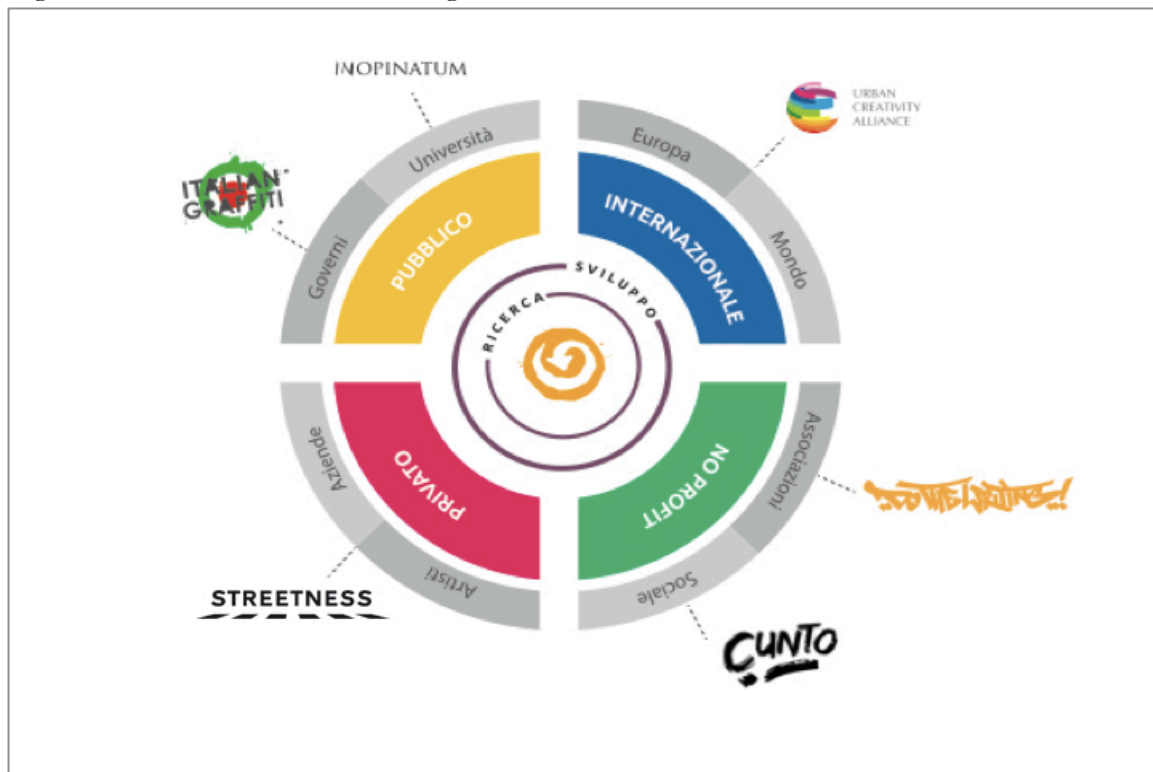 INOPINATUM
URBAN
CREATIVITY
ALLIANCE
Università
Europa
ITALIAN
GRAFFITI
Governi
PUBBLICO
INTERNAZIONALE
Mondo
SVILUPPO
RICERCA
Aziende
PRIVATO
NO PROFIT
Associazioni
Artisti
Sociale
STREETNESS
CUNTO